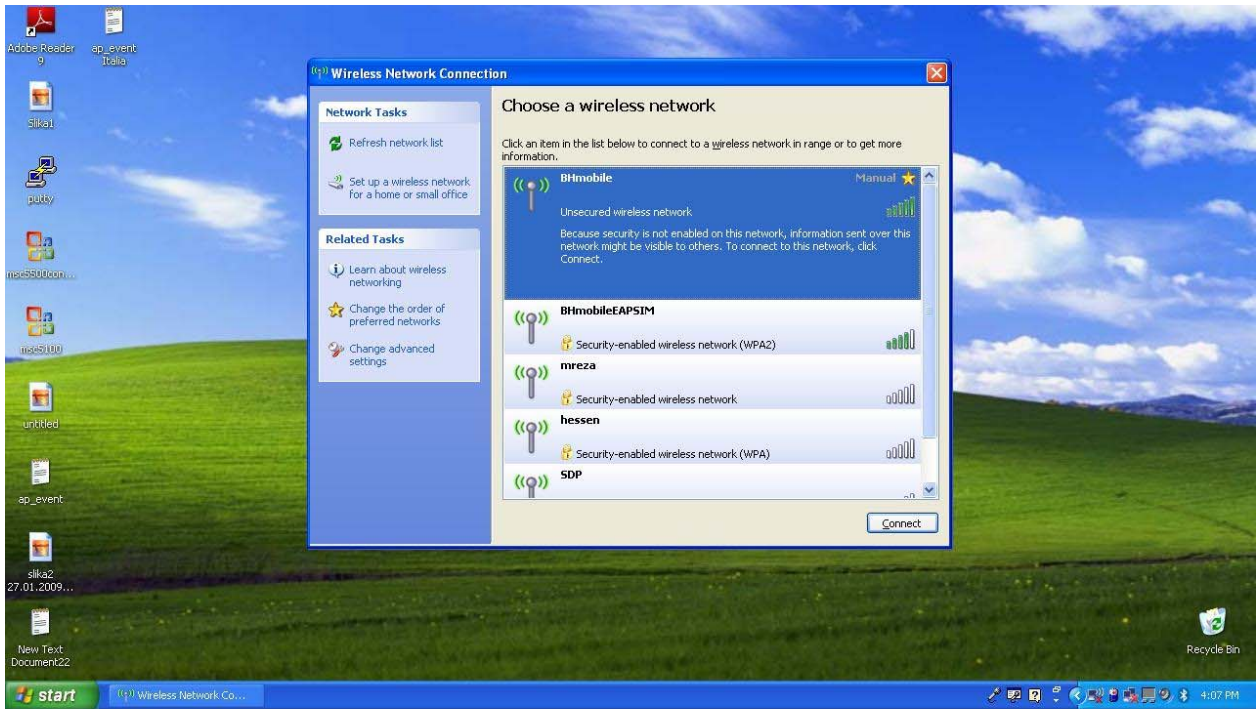 Adobe Reader
9
ap_event
Italia
Slika1
putty
msc5500con...
msc5100
untitled
ap_event
slika2
27.01.2009...
New Text
Document22
Wireless Network Connection
Network Tasks
Refresh network list
Set up a wireless network
for a home or small office
Related Tasks
Learn about wireless
networking
Change the order of
preferred networks
Change advanced
settings
Choose a wireless network
Click an item in the list below to connect to a wireless network in range or to get more
information.
BHmobile
Manual
Unsecured wireless network
Because security is not enabled on this network, information sent over this
network might be visible to others. To connect to this network, click
Connect.
BHmobileEAPSIM
Security-enabled wireless network (WPA2)
mreza
Security-enabled wireless network
hessen
Security-enabled wireless network (WPA)
SDP
Connect
Recycle Bin
start
Wireless Network Co...
4:07 PM